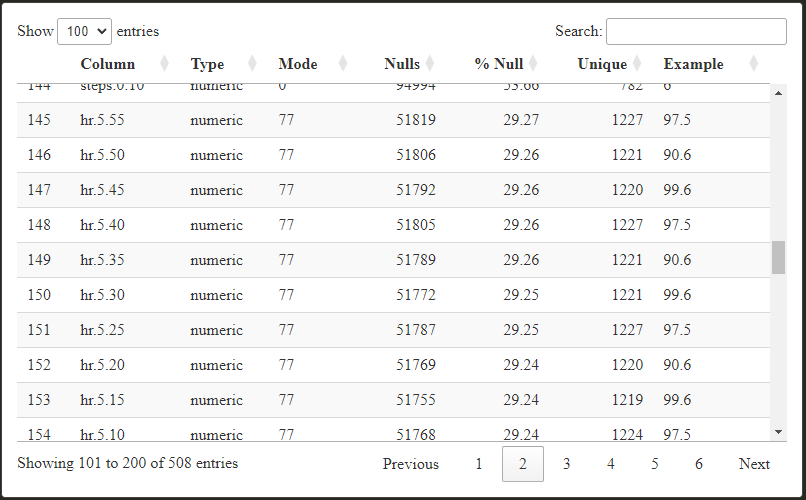 Show 100 entries Search:
Column Type Mode Nulls % Null Unique Example
144 steps.0.10 numeric 0 94994 53.66 782 6
145 hr.5.55 numeric 77 51819 29.27 1227 97.5
146 hr.5.50 numeric 77 51806 29.26 1221 90.6
147 hr.5.45 numeric 77 51792 29.26 1220 99.6
148 hr.5.40 numeric 77 51805 29.26 1227 97.5
149 hr.5.35 numeric 77 51789 29.26 1221 90.6
150 hr.5.30 numeric 77 51772 29.25 1221 99.6
151 hr.5.25 numeric 77 51787 29.25 1227 97.5
152 hr.5.20 numeric 77 51769 29.24 1220 90.6
153 hr.5.15 numeric 77 51755 29.24 1219 99.6
154 hr.5.10 numeric 77 51768 29.24 1224 97.5
Showing 101 to 200 of 508 entries Previous 1 2 3 4 5 6 Next